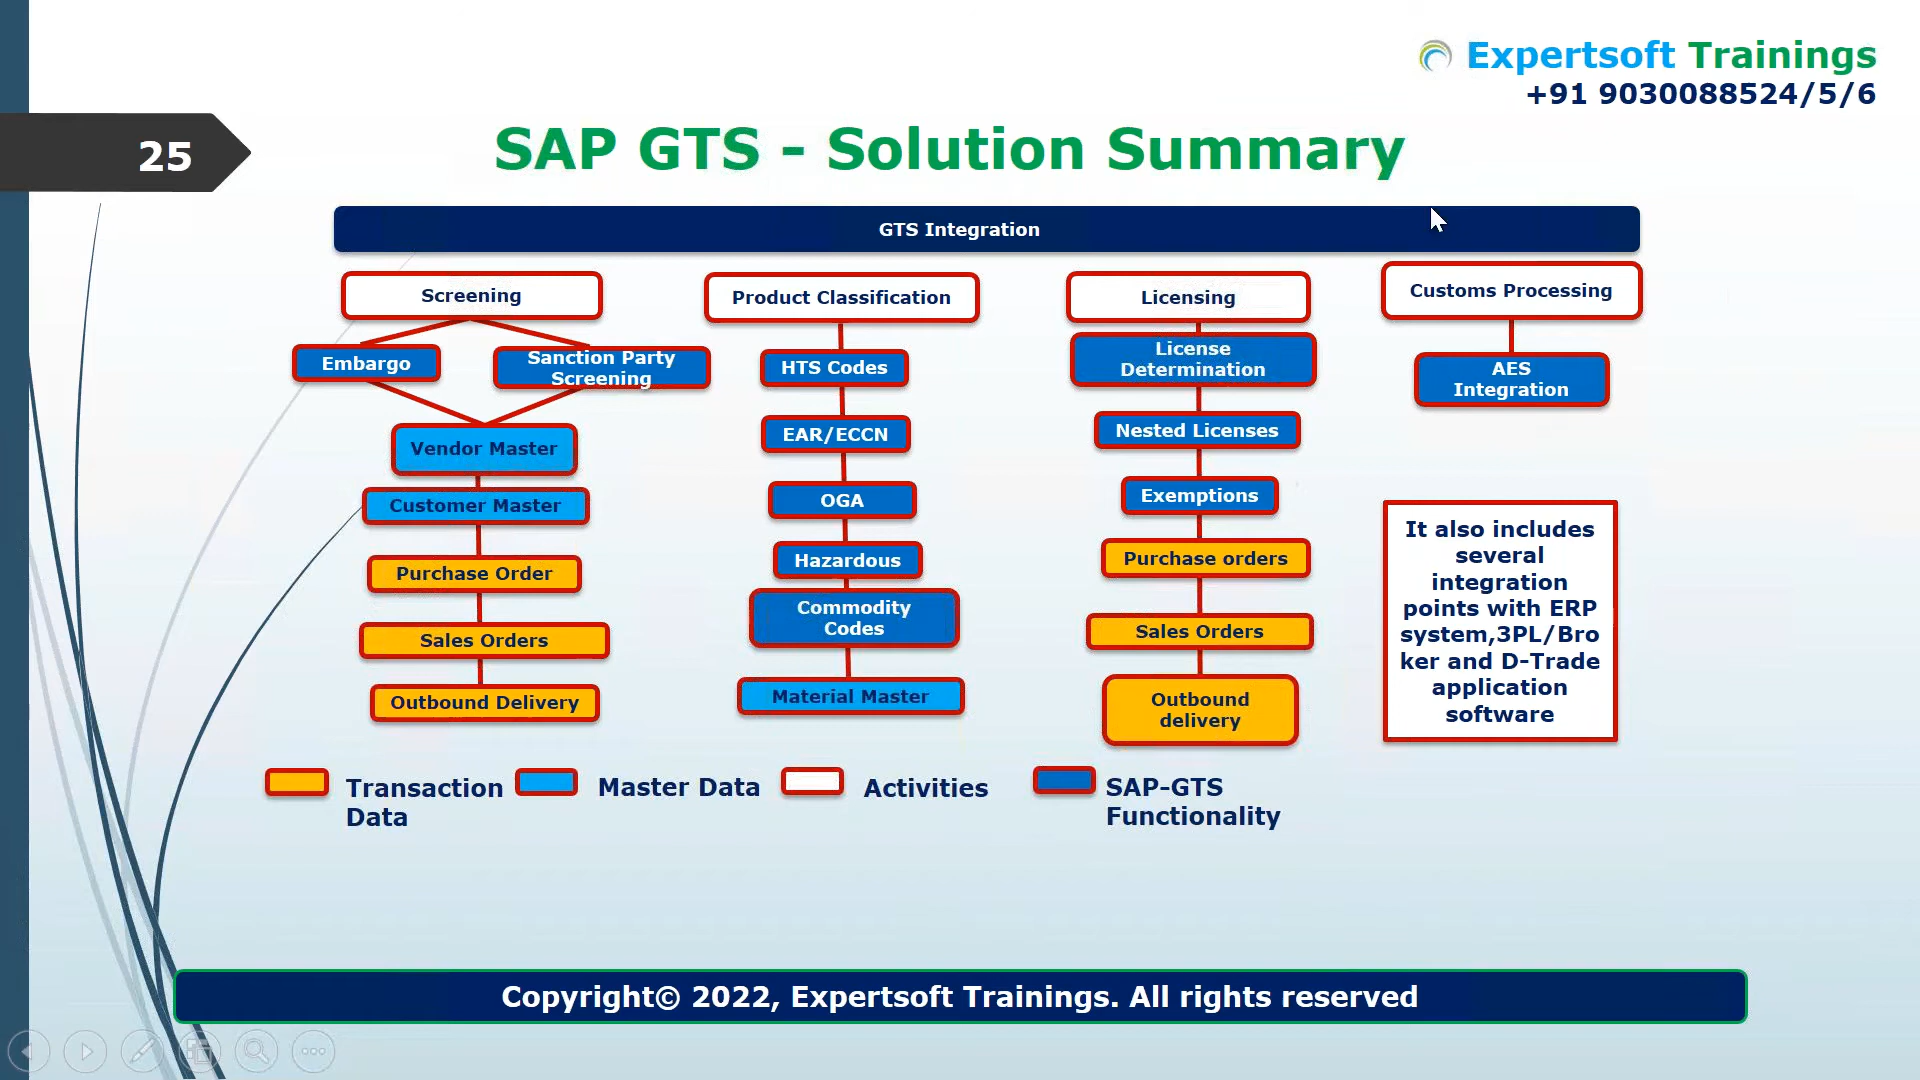 Expertsoft Trainings
+91 9030088524/5/6
25
SAP GTS – Solution Summary
GTS Integration
Screening
Embargo
Sanction Party
Screening
Vendor Master
Customer Master
Purchase Order
Sales Orders
Outbound Delivery
Product Classification
HTS Codes
EAR/ECCN
OGA
Hazardous
Commodity
Codes
Material Master
Licensing
License
Determination
Nested Licenses
Exemptions
Purchase orders
Sales Orders
Outbound
delivery
Customs Processing
AES
Integration
It also includes
several
integration
points with ERP
system,3PL/Bro
ker and D-Trade
application
software
Transaction
Data
Master Data
Activities
SAP-GTS
Functionality
Copyright© 2022, Expertsoft Trainings. All rights reserved